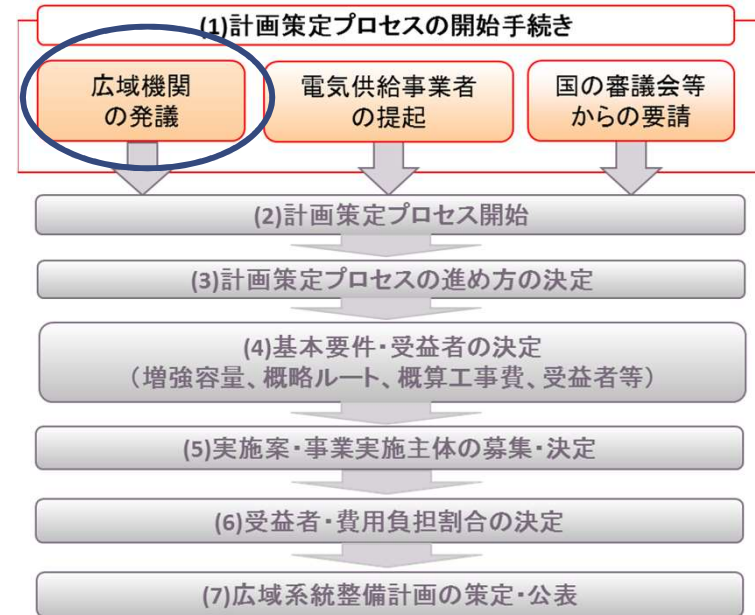 (1)計画策定プロセスの開始手続き
広域機関
の発議
電気供給事業者
の提起
国の審議会等
からの要請
(2)計画策定プロセス開始
(3)計画策定プロセスの進め方の決定
(4)基本要件・受益者の決定
（増強容量、概略ルート、概算工事費、受益者等）
(5)実施案・事業実施主体の募集・決定
(6)受益者・費用負担割合の決定
(7)広域系統整備計画の策定・公表